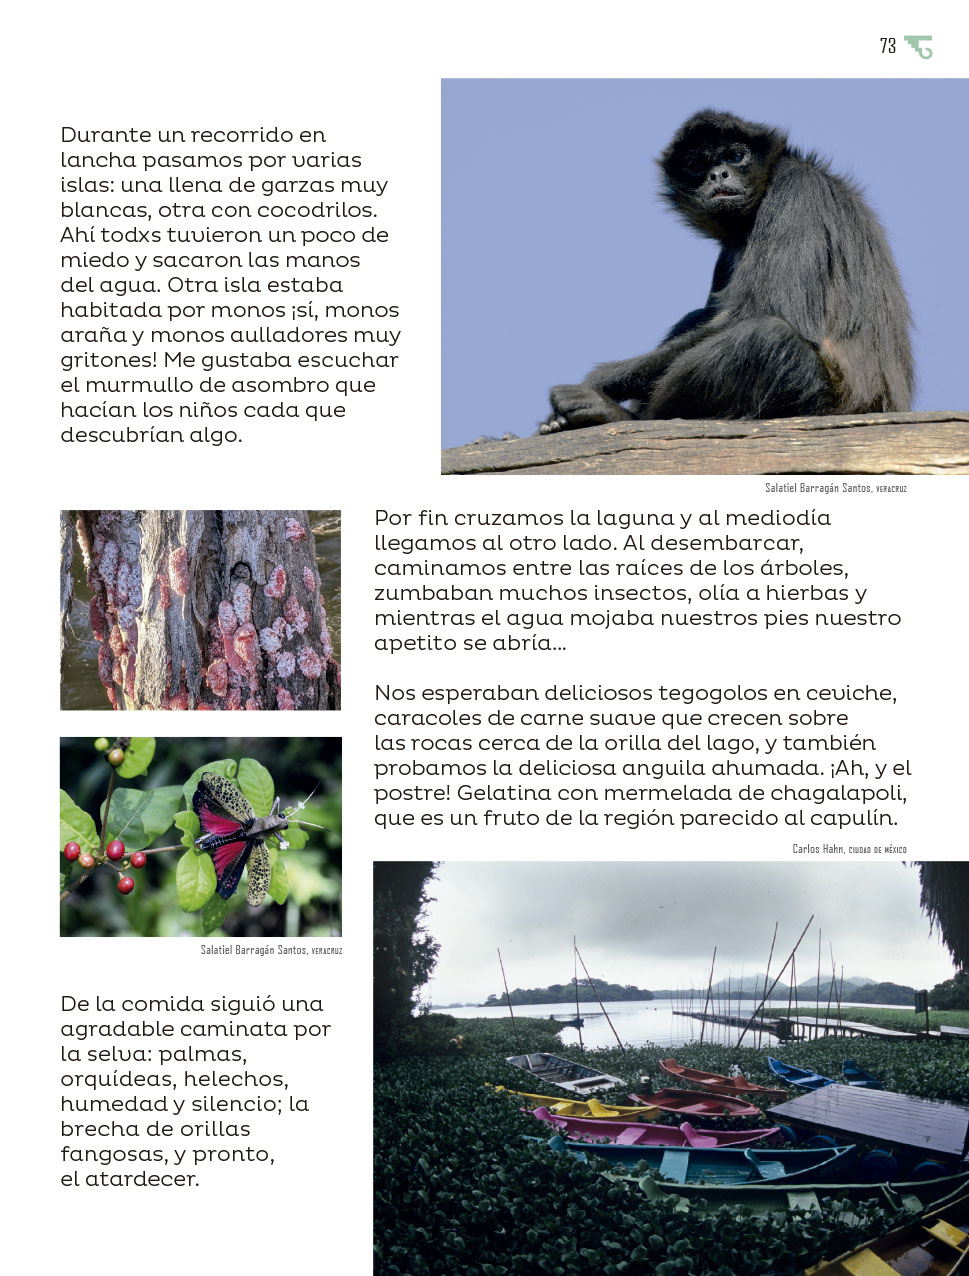 73
Durante un recorrido en
lancha pasamos por varias
islas: una llena de garzas muy
blancas, otra con cocodrilos.
Ahí todxs tuvieron un poco de
miedo y sacaron las manos
del agua. Otra isla estaba
habitada por monos ¡sí, monos
araña y monos aulladores muy
gritones! Me gustaba escuchar
el murmullo de asombro que
hacían los niños cada que
descubrían algo.
Salatiel Barragán Santos, VERACRUZ
Por fin cruzamos la laguna y al mediodía
llegamos al otro lado. Al desembarcar,
caminamos entre las raíces de los árboles,
zumbaban muchos insectos, olía a hierbas y
mientras el agua mojaba nuestros pies nuestro
apetito se abría...
Nos esperaban deliciosos tegogolos en ceviche,
caracoles de carne suave que crecen sobre
las rocas cerca de la orilla del lago, y también
probamos la deliciosa anguila ahumada. ¡Ah, y el
postre! Gelatina con mermelada de chagalapoli,
que es un fruto de la región parecido al capulín.
Carlos Hahn, CIUDAD DE MÉXICO
Salatiel Barragán Santos, VERACRUZ
De la comida siguió una
agradable caminata por
la selva: palmas,
orquídeas, helechos,
humedad y silencio; la
brecha de orillas
fangosas, y pronto,
el atardecer.